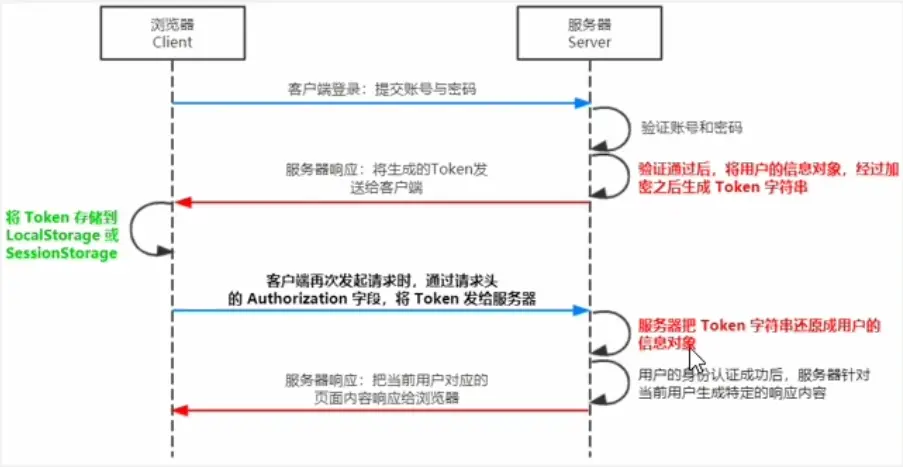 浏览器
Client
服务器
Server
客户端登录：提交账号与密码
验证账号和密码
服务器响应：将生成的Token发
送给客户端
验证通过后，将用户的信息对象，经过加
密之后生成 Token 字符串
将 Token 存储到
LocalStorage 或
SessionStorage
客户端再次发起请求时，通过请求头
的 Authorization 字段，将 Token 发给服务器
服务器把 Token 字符串还原成用户的
信息对象
服务器响应：把当前用户对应的
页面内容响应给浏览器
用户的身份认证成功后，服务器针对
当前用户生成特定的响应内容